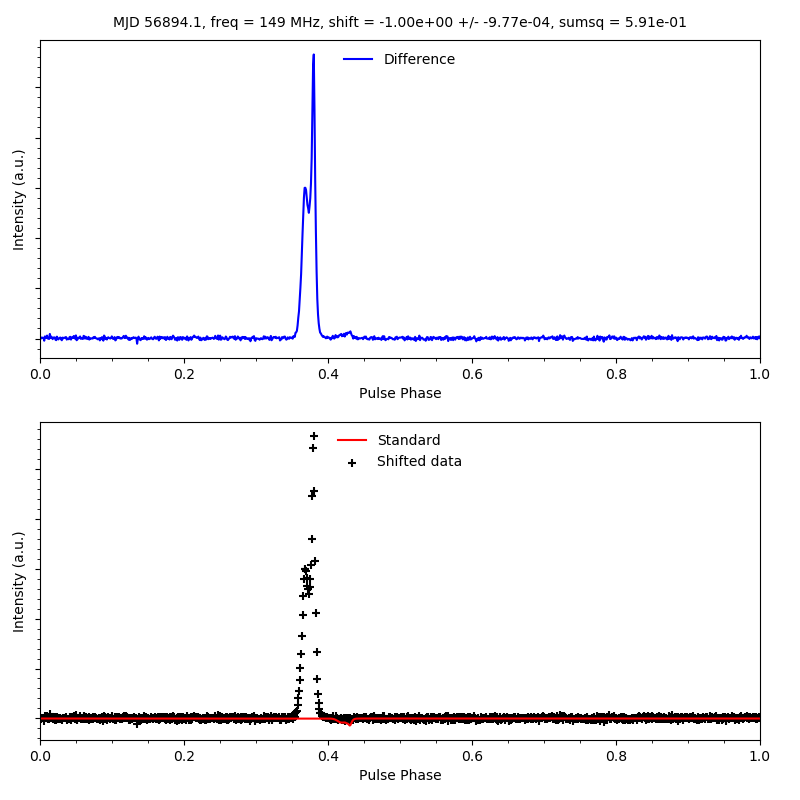 MJD 56894.1, freq = 149 MHz, shift = -1.00e+00 +/- -9.77e-04, sumsq = 5.91e-01
Difference
Intensity (a.u.)
0.0 0.2 0.4 0.6 0.8 1.0
Pulse Phase
Standard
Shifted data
Intensity (a.u.)
0.0 0.2 0.4 0.6 0.8 1.0
Pulse Phase